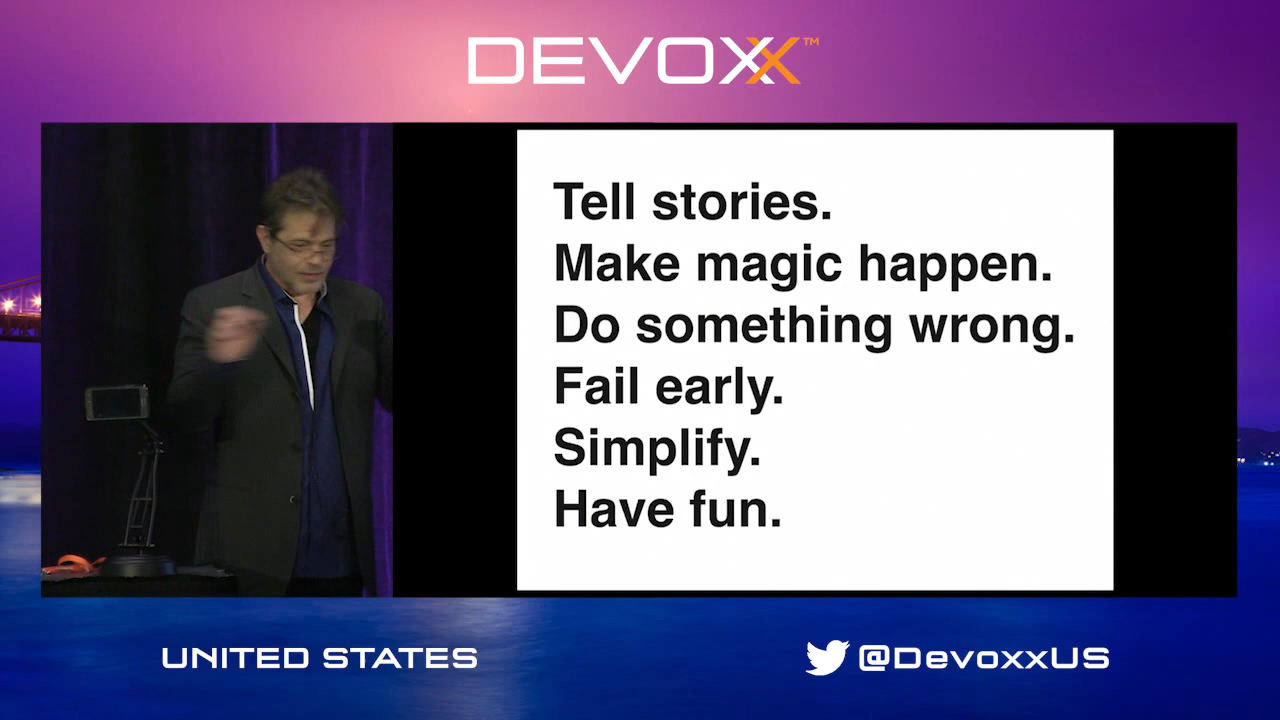 DEVOXX™
Tell stories.
Make magic happen.
Do something wrong.
Fail early.
Simplify.
Have fun.
UNITED STATES
@DevoxxUS